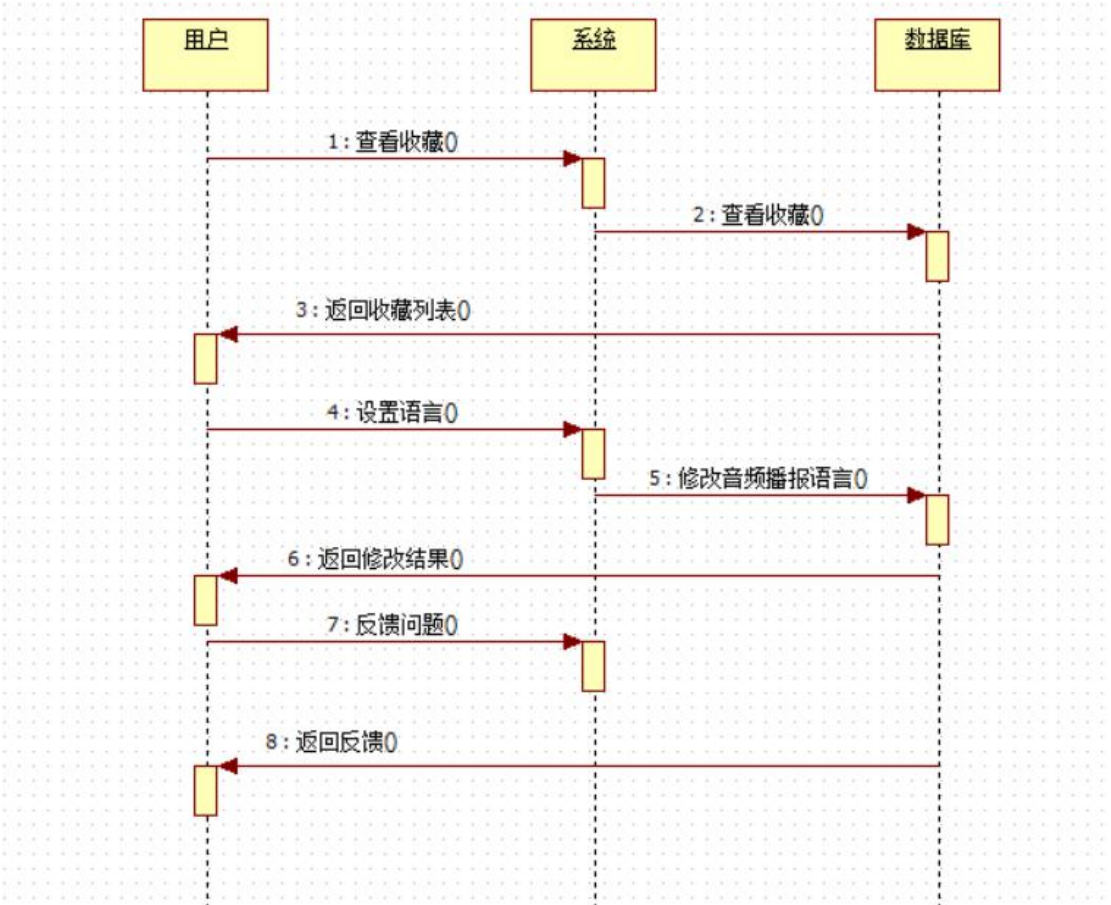 用户
系统
数据库
1:查看收藏()
2:查看收藏()
3:返回收藏列表()
4:设置语言()
5:修改音频播报语言()
6:返回修改结果()
7:反馈问题()
8:返回反馈()